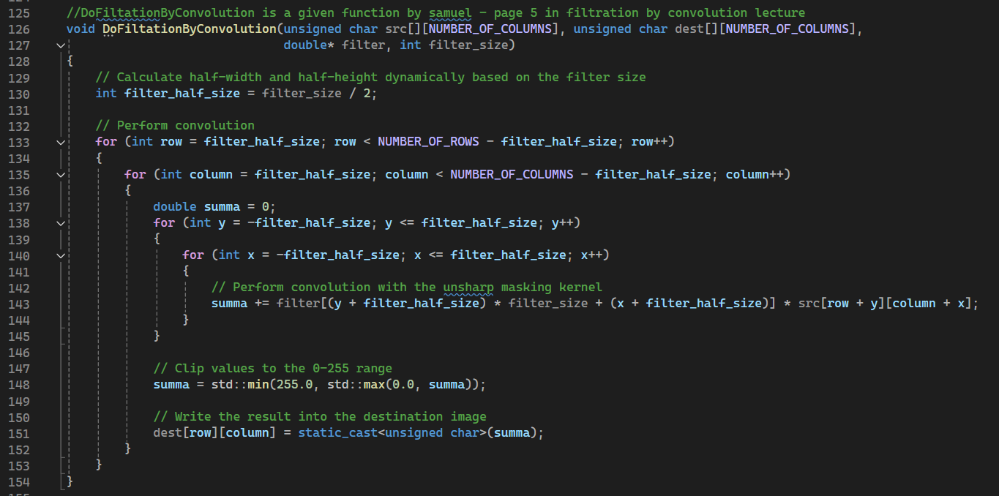 125 //DoFiltationByConvolution is a given function by samuel - page 5 in filtration by convolution lecture
126 void DoFiltationByConvolution(unsigned char src[][NUMBER_OF_COLUMNS], unsigned char dest[][NUMBER_OF_COLUMNS],
127 double* filter, int filter_size)
128 {
129 // Calculate half-width and half-height dynamically based on the filter size
130 int filter_half_size = filter_size / 2;
131
132 // Perform convolution
133 for (int row = filter_half_size; row < NUMBER_OF_ROWS - filter_half_size; row++)
134 {
135 for (int column = filter_half_size; column < NUMBER_OF_COLUMNS - filter_half_size; column++)
136 {
137 double summa = 0;
138 for (int y = -filter_half_size; y <= filter_half_size; y++)
139 {
140 for (int x = -filter_half_size; x <= filter_half_size; x++)
141 {
142 // Perform convolution with the unsharp masking kernel
143 summa += filter[(y + filter_half_size) * filter_size + (x + filter_half_size)] * src[row + y][column + x];
144 }
145 }
146
147 // Clip values to the 0-255 range
148 summa = std::min(255.0, std::max(0.0, summa));
149
150 // Write the result into the destination image
151 dest[row][column] = static_cast<unsigned char>(summa);
152 }
153 }
154 }